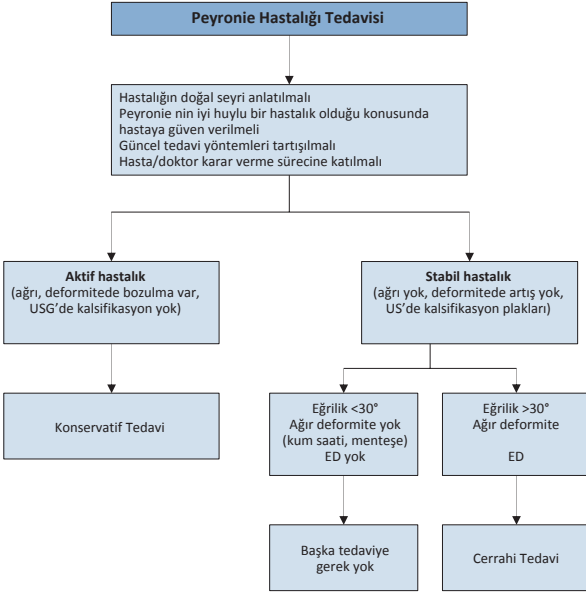 Peyronie Hastalığı Tedavisi
Hastalığın doğal seyri anlatılmalı
Peyronie nin iyi huylu bir hastalık olduğu konusunda
hastaya güven verilmeli
Güncel tedavi yöntemleri tartışılmalı
Hasta/doktor karar verme sürecine katılmalı
Aktif hastalık
(ağrı, deformitede bozulma var,
USG’de kalsifikasyon yok)
Stabil hastalık
(ağrı yok, deformitede artış yok,
US’de kalsifikasyon plakları)
Konservatif Tedavi
Eğrilik <30°
Ağır deformite yok
(kum saati, menteşe)
ED yok
Eğrilik >30°
Ağır deformite
ED
Başka tedaviye
gerek yok
Cerrahi Tedavi